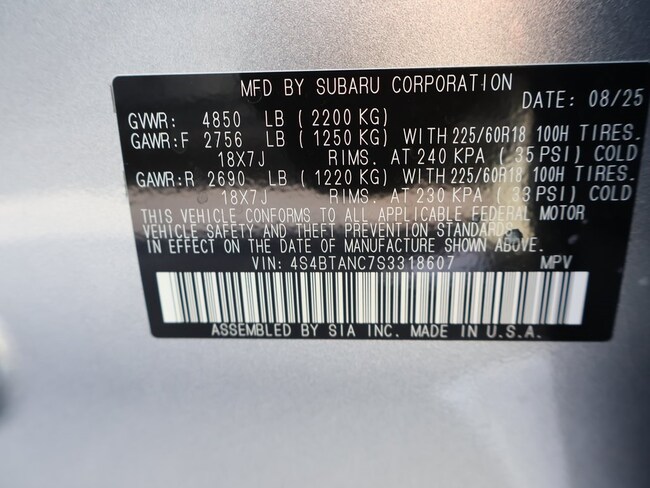 MFD BY SUBARU CORPORATION
DATE: 08/25
GVWR: 4850 LB (2200 KG)
GAWR:F 2756 LB (1250 KG) WITH 225/60R18 100H TIRES.
18X7J RIMS. AT 240 KPA (35 PSI) COLD
GAWR:R 2690 LB (1220 KG) WITH 225/60R18 100H TIRES.
18X7J RIMS. AT 230 KPA (33 PSI) COLD
THIS VEHICLE CONFORMS TO ALL APPLICABLE FEDERAL MOTOR
VEHICLE SAFETY AND THEFT PREVENTION STANDARDS
IN EFFECT ON THE DATE OF MANUFACTURE SHOWN ABOVE.
VIN: 4S4BTANC7S3318607 MPV
ASSEMBLED BY SIA INC. MADE IN U.S.A.